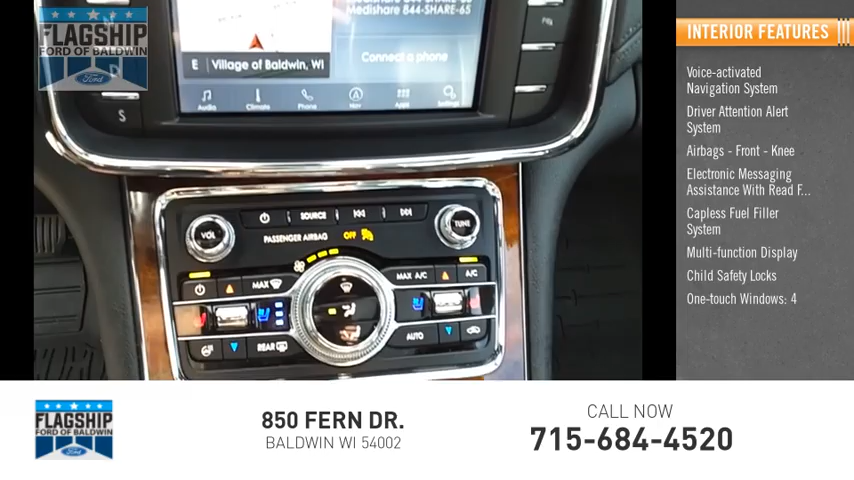 FLAGSHIP
FORD OF BALDWIN
Ford
Medishare 844-SHARE-65
Connect a phone
E Village of Baldwin, WI
Audio Climate Phone Nav Apps Settings
D
S
VOL
SOURCE
TUNE
PASSENGER AIRBAG OFF
MAX
MAX A/C
A/C
REAR
AUTO
INTERIOR FEATURES
Voice-activated
Navigation System
Driver Attention Alert
System
Airbags - Front - Knee
Electronic Messaging
Assistance With Read F...
Capless Fuel Filler
System
Multi-function Display
Child Safety Locks
One-touch Windows: 4
FLAGSHIP
FORD OF BALDWIN
Ford
850 FERN DR.
BALDWIN WI 54002
CALL NOW
715-684-4520